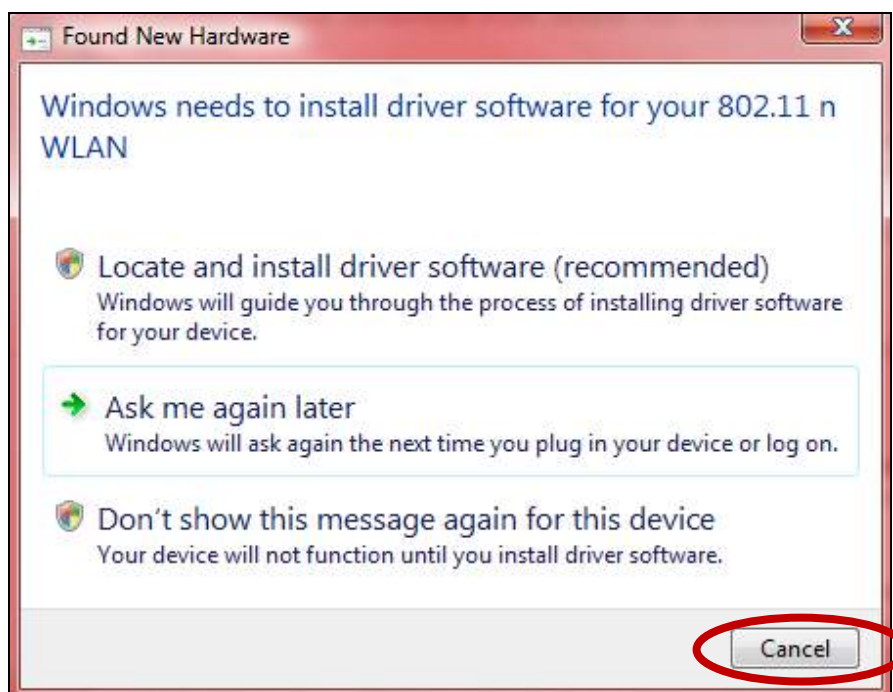 Found New Hardware
Windows needs to install driver software for your 802.11 n
WLAN
Locate and install driver software (recommended)
Windows will guide you through the process of installing driver software
for your device.
Ask me again later
Windows will ask again the next time you plug in your device or log on.
Don't show this message again for this device
Your device will not function until you install driver software.
Cancel